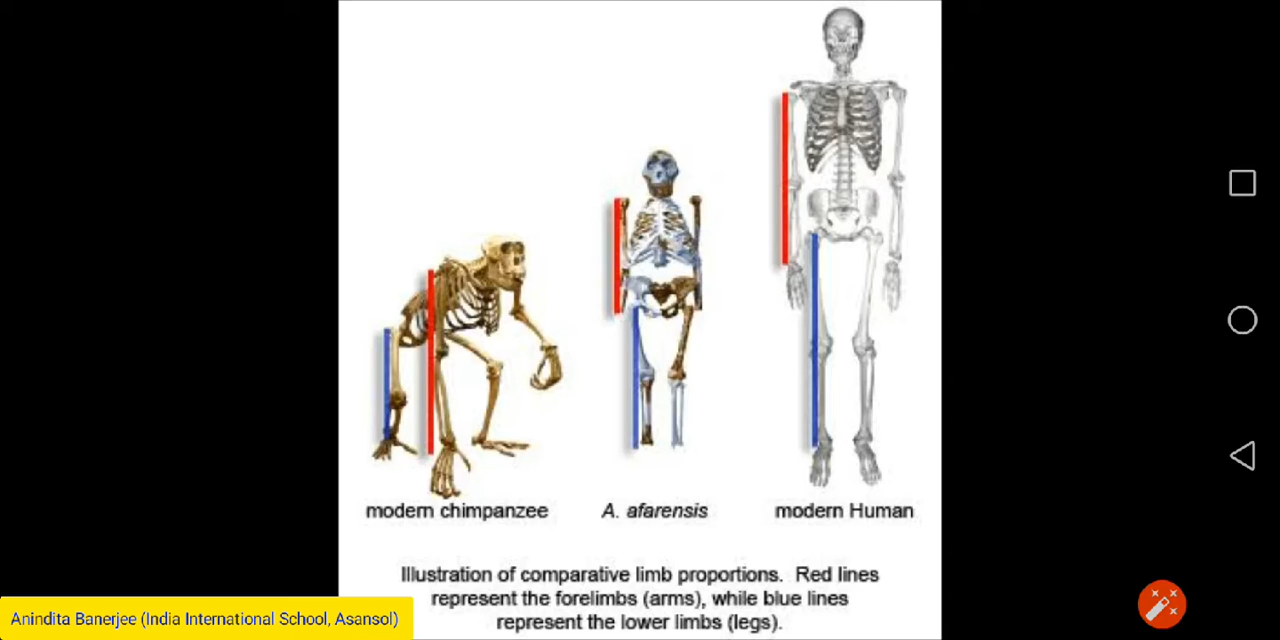 modern chimpanzee
A. afarensis
modern Human
Illustration of comparative limb proportions. Red lines
represent the forelimbs (arms), while blue lines
represent the lower limbs (legs).
Anindita Banerjee (India International School, Asansol)